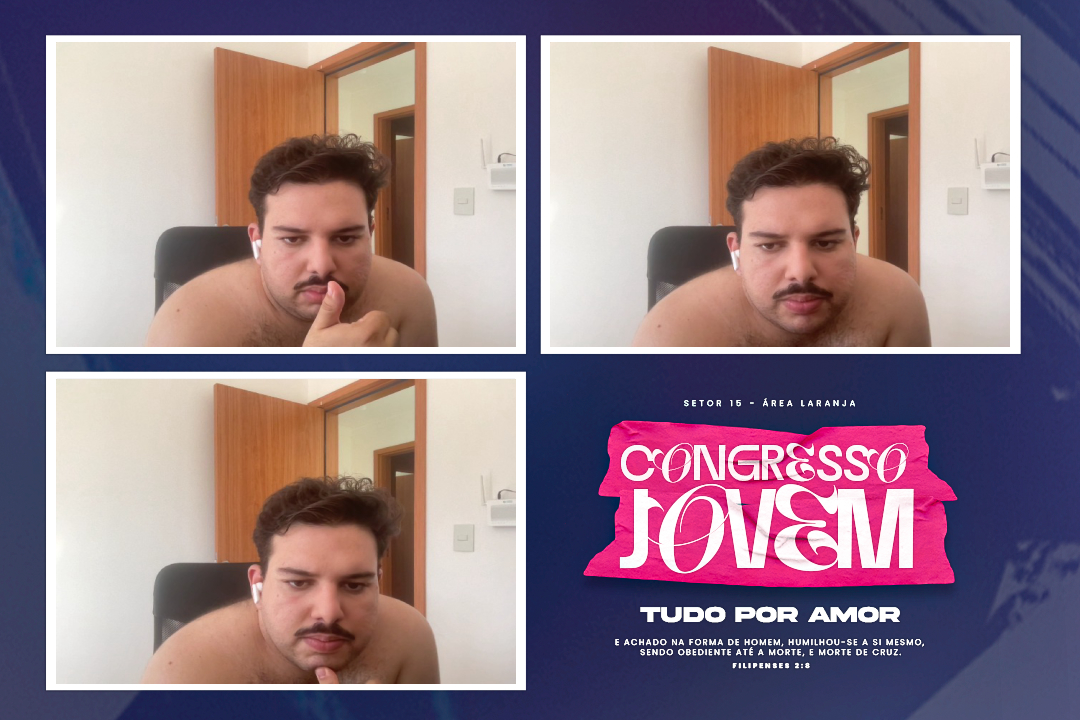 SETOR 15 - ÁREA LARANJA
CONGRESSO
JOVEM
TUDO POR AMOR
E ACHADO NA FORMA DE HOMEM, HUMILHOU-SE A SI MESMO,
SENDO OBEDIENTE ATÉ A MORTE, E MORTE DE CRUZ.
FILIPENSES 2:8